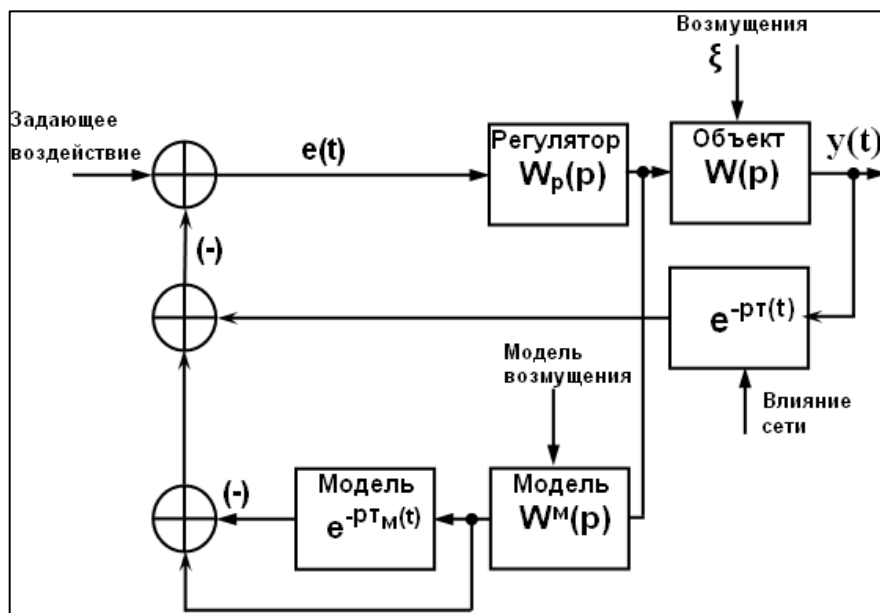 Возмущения
ξ
Задающее
воздействие
e(t)
Регулятор
Wр(p)
Объект
W(p)
y(t)
(-)
e-pτ(t)
Модель
возмущения
Влияние
сети
(-)
Модель
e-pτм(t)
Модель
Wм(p)